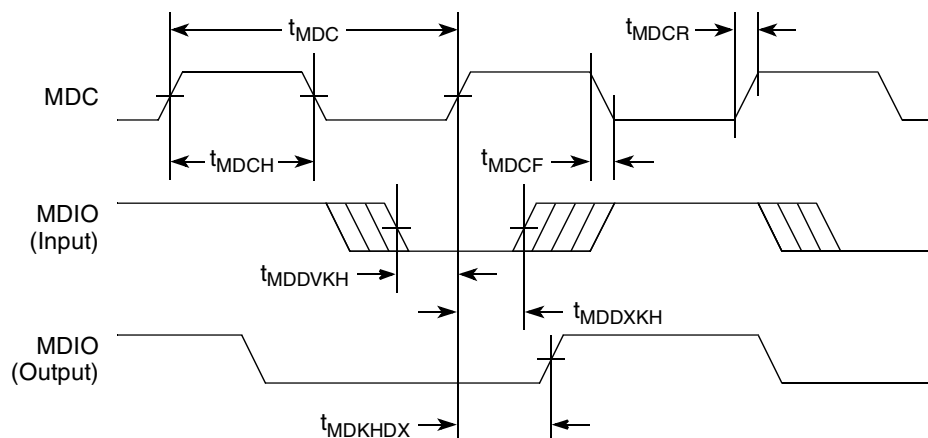 tMDC
tMDCR
MDC
tMDCH
tMDCF
MDIO
(Input)
tMDDVKH
tMDDXKH
MDIO
(Output)
tMDKHDX